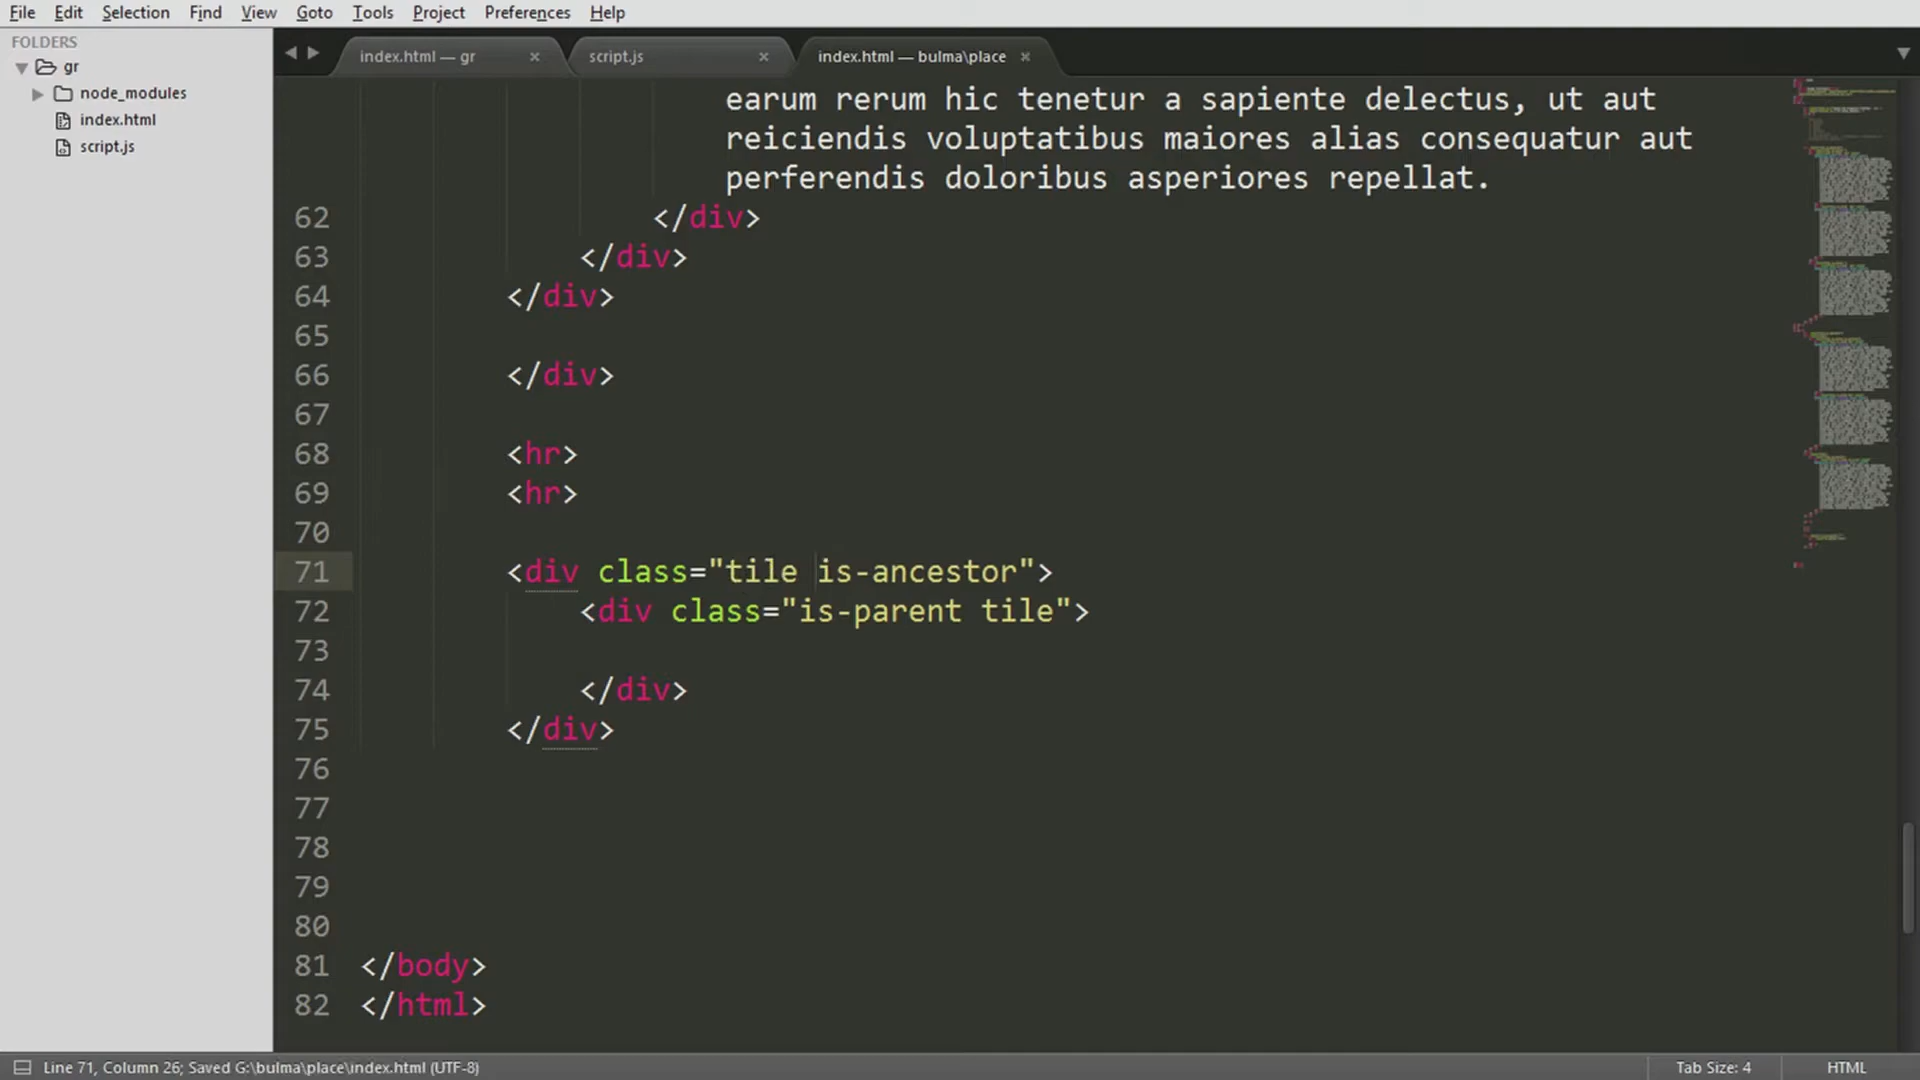 File Edit Selection Find View Goto Tools Project Preferences Help
FOLDERS
gr
node_modules
index.html
script.js
index.html — gr
script.js
index.html — bulma\place
earum rerum hic tenetur a sapiente delectus, ut aut
reiciendis voluptatibus maiores alias consequatur aut
perferendis doloribus asperiores repellat.
62 </div>
63 </div>
64 </div>
65
66 </div>
67
68 <hr>
69 <hr>
70
71 <div class="tile is-ancestor">
72 <div class="is-parent tile">
73
74 </div>
75 </div>
76
77
78
79
80
81 </body>
82 </html>
Line 71, Column 26; Saved G:\bulma\place\index.html (UTF-8)
Tab Size: 4
HTML